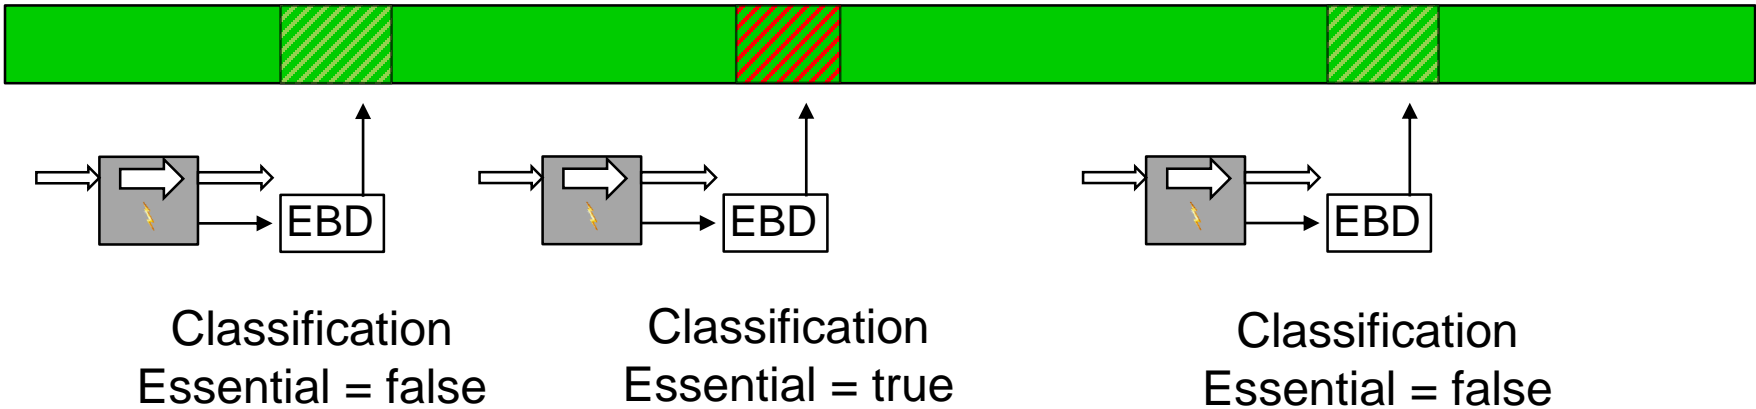 EBD
EBD
EBD
Classification
Essential = false
Classification
Essential = true
Classification
Essential = false